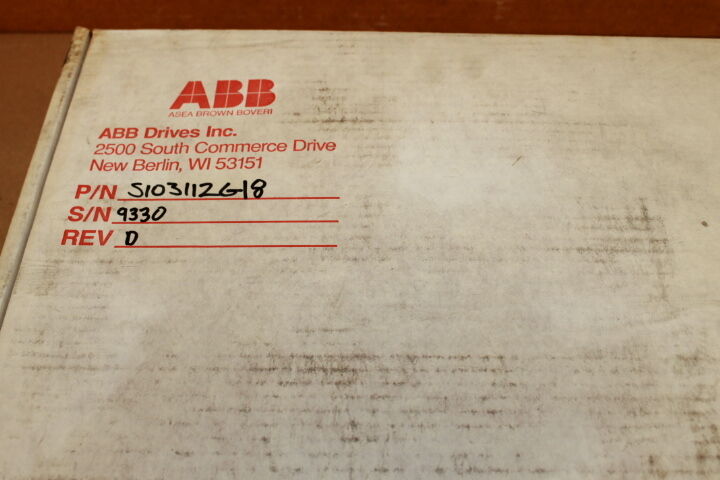 ABB
ASEA BROWN BOVERI
ABB Drives Inc.
2500 South Commerce Drive
New Berlin, WI 53151
P/N S103112G18
S/N 9330
REV D